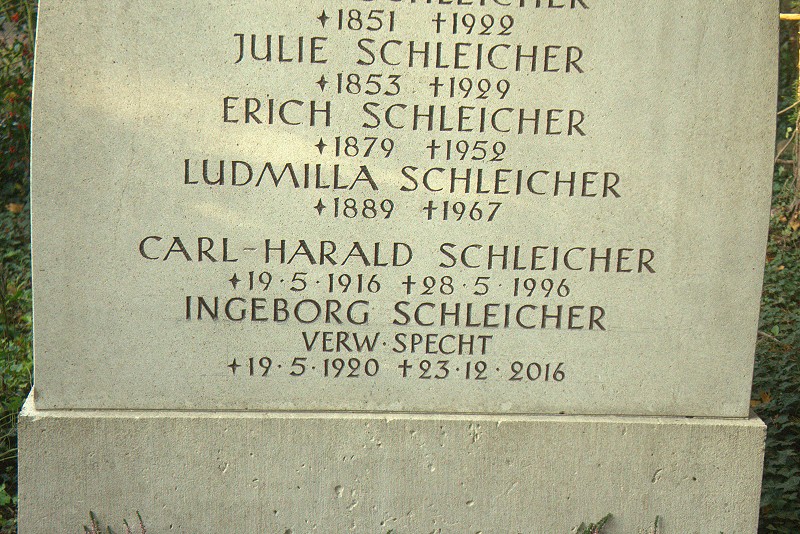 SCHLEICHER
✦1851 †1922
JULIE SCHLEICHER
✦1853 †1929
ERICH SCHLEICHER
✦1879 †1952
LUDMILLA SCHLEICHER
✦1889 †1967
CARL-HARALD SCHLEICHER
✦19·5·1916 †28·5·1996
INGEBORG SCHLEICHER
VERW·SPECHT
✦19·5·1920 †23·12·2016